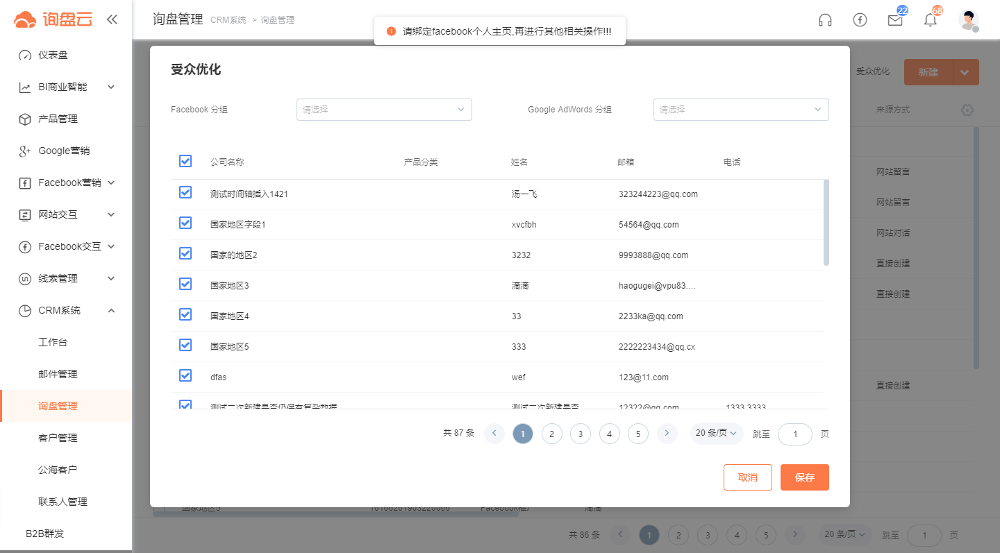 询盘云
询盘管理 CRM系统 > 询盘管理
请绑定facebook个人主页,再进行其他相关操作!!!
22
68
仪表盘
BI商业智能
产品管理
Google营销
Facebook营销
网站交互
Facebook交互
线索管理
CRM系统
工作台
邮件管理
询盘管理
客户管理
公海客户
联系人管理
B2B群发
受众优化
新建
来源方式
网站留言
网站留言
网站对话
直接创建
直接创建
直接创建
受众优化
Facebook 分组 请选择 Google AdWords 分组 请选择
公司名称 产品分类 姓名 邮箱 电话
测试时间轴插入1421 汤一飞 323244223@qq.com
国家地区字段1 xvcfbh 54564@qq.com
国家的地区2 3232 9993888@qq.com
国家地区3 滴滴 haogugei@vpu83....
国家地区4 33 2233ka@qq.com
国家地区5 333 2222223434@qq.cx
dfas wef 123@11.com
测试二次新建是否仍保有复杂数据 测试二次新建是否 12322@qq.com 1333 3333
共 87 条 1 2 3 4 5 20 条/页 跳至 1 页
取消 保存
国家地区5 10166201903220006 Facebook推广 滴滴
共 86 条 1 2 3 4 5 20 条/页 跳至 1 页